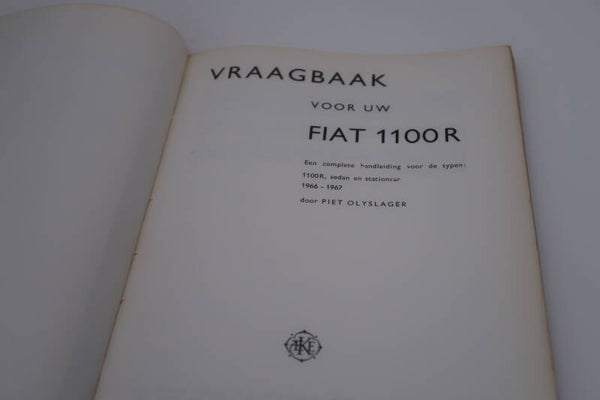 VRAAGBAAK
VOOR UW
FIAT 1100 R
Een complete handleiding voor de typen:
1100R, sedan en stationcar
1966 - 1967
door PIET OLYSLAGER